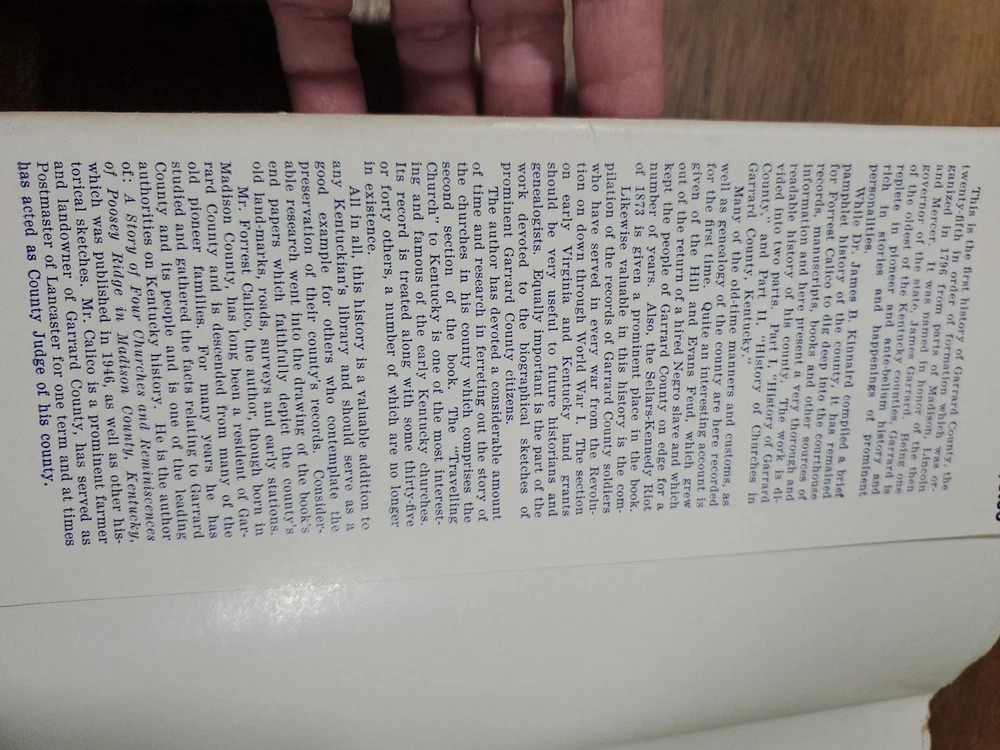 This is the first history of Garrard County, the
twenty-fifth in order of formation which was or-
ganized in 1796 from parts of Madison, Lincoln
and Mercer. It was named in honor of the second
governor of the state, James Garrard. Being one
of the oldest of the Kentucky counties, Garrard is
replete in pioneer and ante-bellum history and
rich in stories and happenings of prominent
personalities.
While Dr. James B. Kinnaird compiled a brief
pamphlet history of the county, it has remained
for Forrest Calico to dig deep into the courthouse
records, manuscripts, books and other sources of
information and here present a very thorough and
readable history of his county. The work is di-
vided into two parts, Part I, "History of Garrard
County," and Part II, "History of Churches of
Garrard County, Kentucky."
Many of the old-time manners and customs, as
well as genealogy of the county are here recorded
for the first time. Quite an interesting account is
given of the Hill and Evans Feud, which grew
out of the return of a hired Negro slave and which
kept the people of Garrard County on edge for a
number of years. Also, the Sellars-Kennedy Riot
of 1873 is given a prominent place in the book.
Likewise valuable in this history is the com-
pilation of the records of Garrard County soldiers
who have served in every war from the Revolu-
tion on down through World War I. The section
on early Virginia and Kentucky land grants
should be very useful to future historians and
genealogists. Equally important is the part of the
work devoted to the biographical sketches of
prominent Garrard County citizens.
The author has devoted a considerable amount
of time and research in ferreting out the story of
the churches in his county which comprises the
second section of the book. The "Travelling
Church" to Kentucky is one of the most interest-
ing and famous of the early Kentucky churches.
Its record is treated along with some thirty-five
or forty others, a number of which are no longer
in existence.
All in all, this history is a valuable addition to
any Kentuckian's library and should serve as a
good example for others who contemplate the
preservation of their county's records. Consider-
able research went into the drawing of the book's
end papers which faithfully depict the county's
old land-marks, roads, surveys and early stations.
Mr. Forrest Calico, the author, though born in
Madison County, has long been a resident of Gar-
rard County and is descended from many of the
old pioneer families. For many years he has
studied and gathered the facts relating to Garrard
County and its people and is one of the leading
authorities on Kentucky history. He is the author
of: A Story of Four Churches and Reminiscences
of Poosey Ridge in Madison County, Kentucky,
which was published in 1946, as well as other his-
torical sketches. Mr. Calico is a prominent farmer
and landowner of Garrard County, has served as
Postmaster of Lancaster for one term and at times
has acted as County Judge of his county.